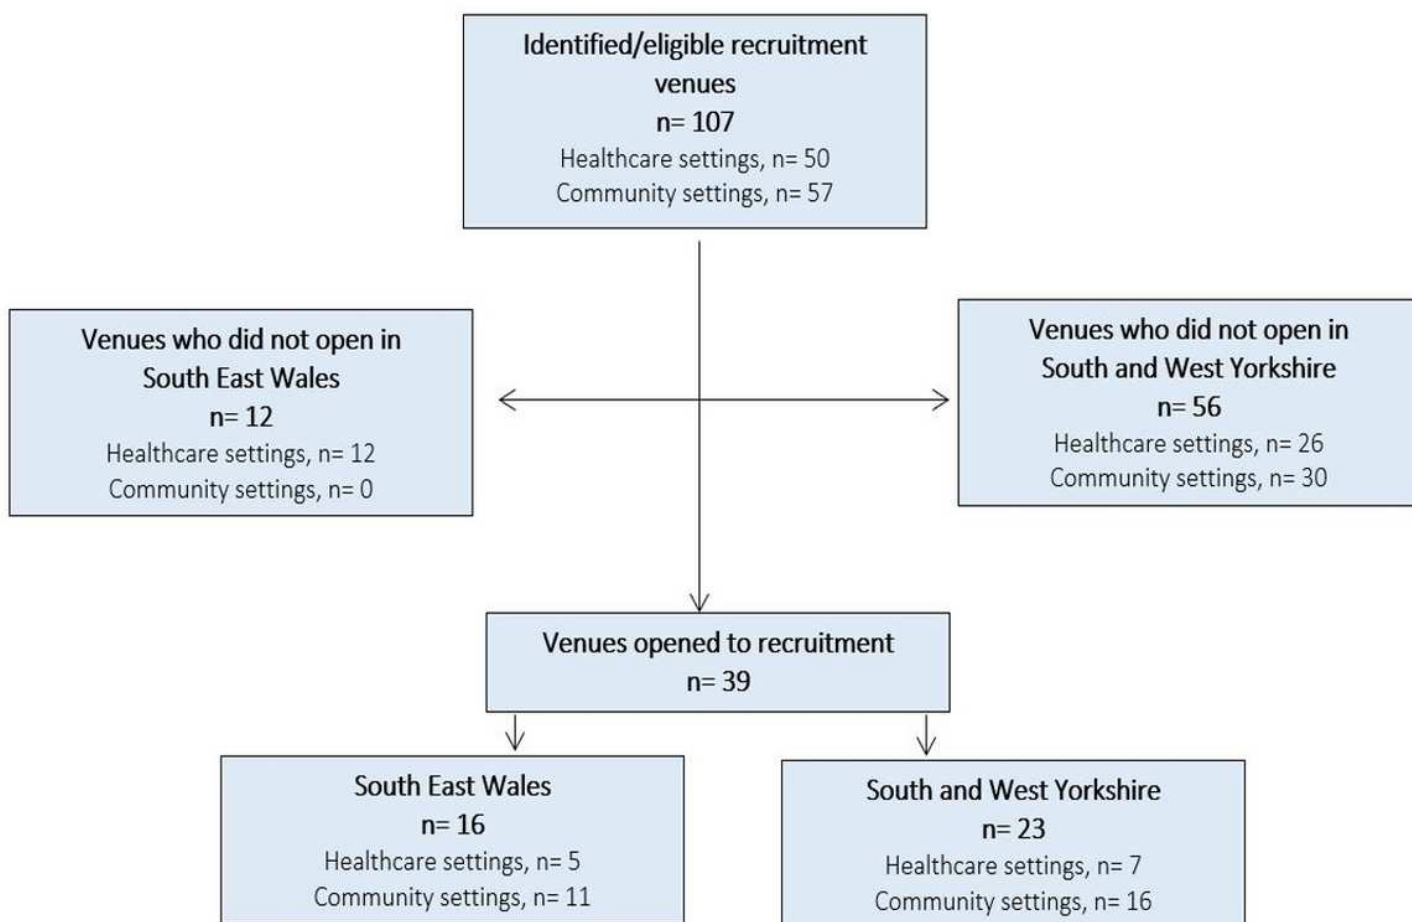 Identified/eligible recruitment
venues
n= 107
Healthcare settings, n= 50
Community settings, n= 57
Venues who did not open in
South East Wales
n= 12
Healthcare settings, n= 12
Community settings, n= 0
Venues who did not open in
South and West Yorkshire
n= 56
Healthcare settings, n= 26
Community settings, n= 30
Venues opened to recruitment
n= 39
South East Wales
n= 16
Healthcare settings, n= 5
Community settings, n= 11
South and West Yorkshire
n= 23
Healthcare settings, n= 7
Community settings, n= 16